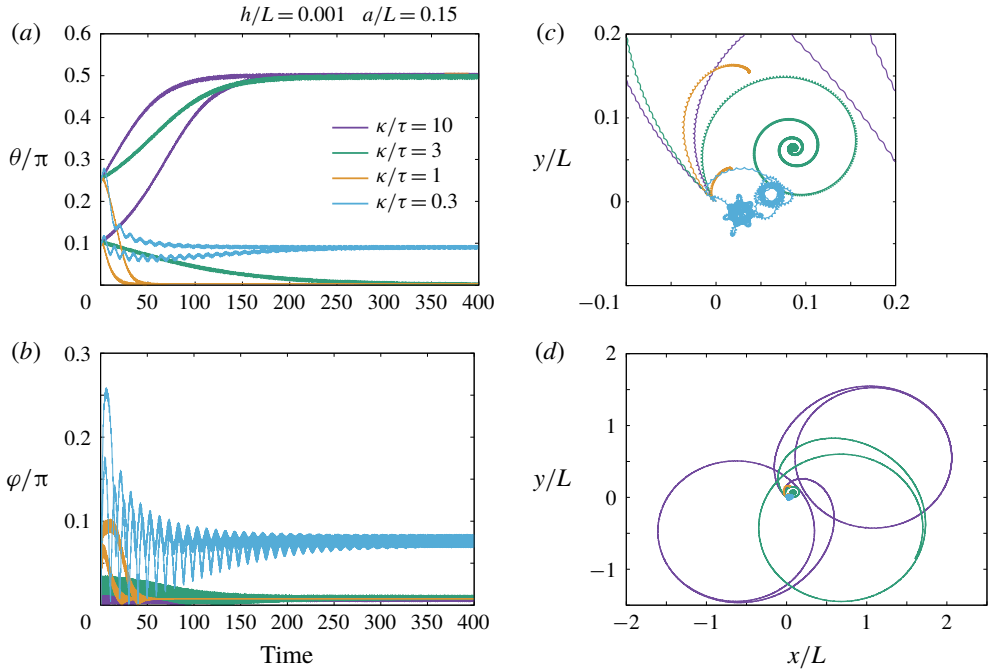 h/L = 0.001 a/L = 0.15
(a)
0.6
0.5
0.4
θ/π
0.3
0.2
0.1
0 50 100 150 200 250 300 350 400
κ/τ = 10
κ/τ = 3
κ/τ = 1
κ/τ = 0.3
(c)
0.2
0.1
y/L
0
−0.1 0 0.1 0.2
(b)
0.3
0.2
φ/π
0.1
0 50 100 150 200 250 300 350 400
Time
(d)
2
1
y/L
0
−1
−2 −1 0 1 2
x/L